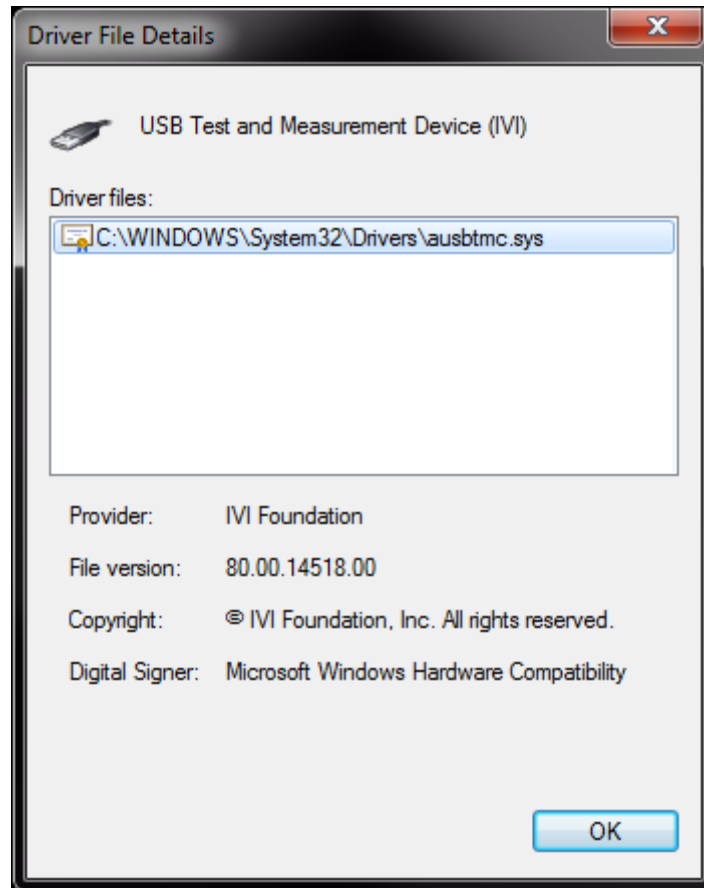 Driver File Details
USB Test and Measurement Device (IVI)
Driver files:
C:\WINDOWS\System32\Drivers\ausbtmc.sys
Provider: IVI Foundation
File version: 80.00.14518.00
Copyright: © IVI Foundation, Inc. All rights reserved.
Digital Signer: Microsoft Windows Hardware Compatibility
OK